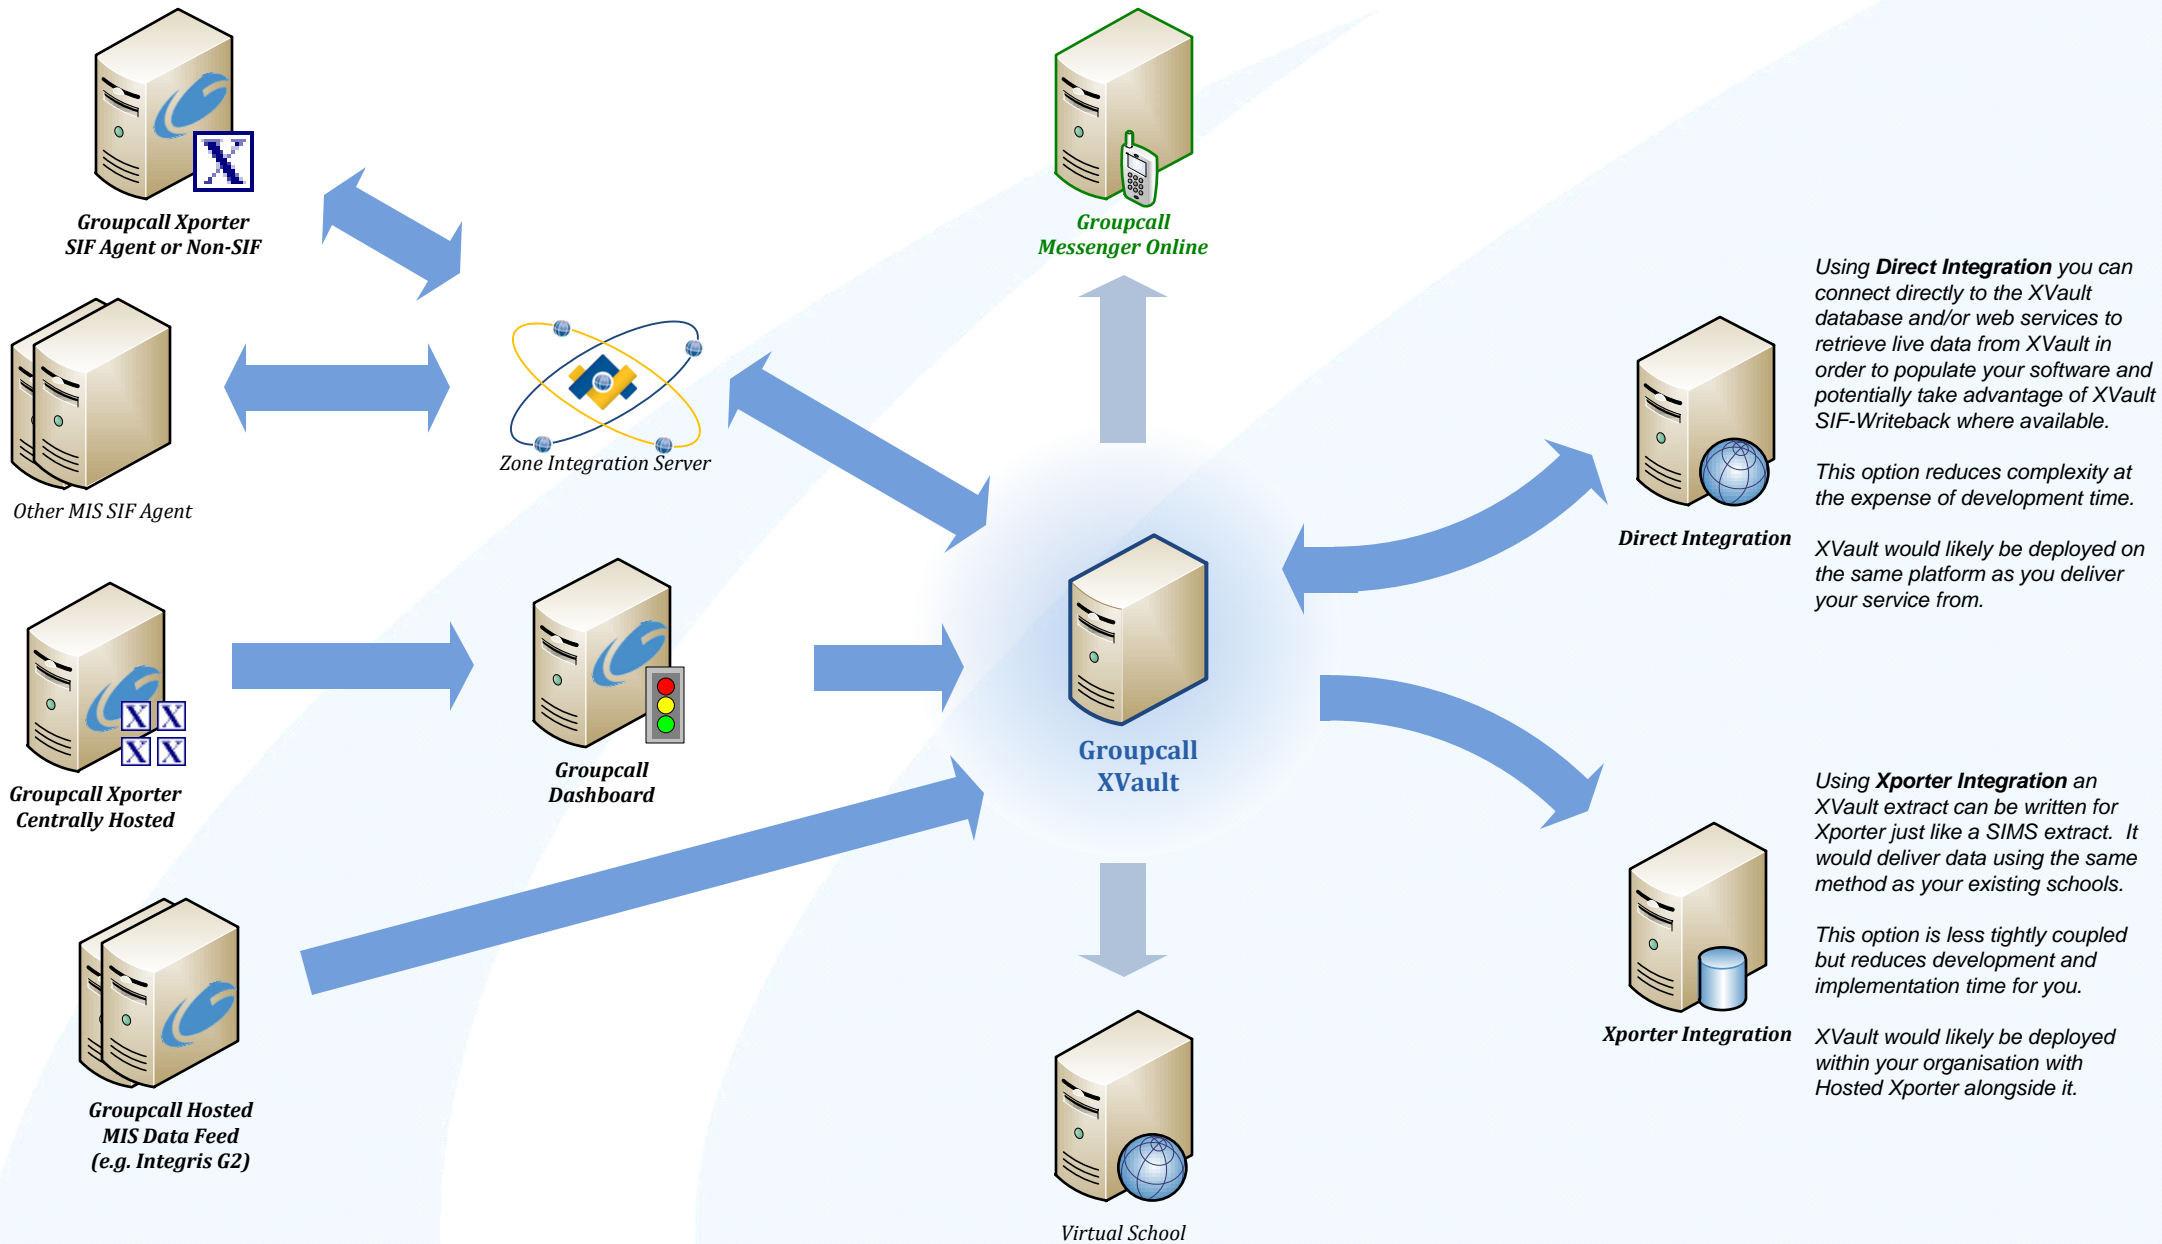 X
Groupcall Xporter
SIF Agent or Non-SIF
Groupcall
Messenger Online
Other MIS SIF Agent
Zone Integration Server
X X
X X
Groupcall Xporter
Centrally Hosted
Groupcall
Dashboard
Groupcall Hosted
MIS Data Feed
(e.g. Integris G2)
Groupcall
XVault
Virtual School
Direct Integration
Using Direct Integration you can
connect directly to the XVault
database and/or web services to
retrieve live data from XVault in
order to populate your software and
potentially take advantage of XVault
SIF-Writeback where available.
This option reduces complexity at
the expense of development time.
XVault would likely be deployed on
the same platform as you deliver
your service from.
Xporter Integration
Using Xporter Integration an
XVault extract can be written for
Xporter just like a SIMS extract.  It
would deliver data using the same
method as your existing schools.
This option is less tightly coupled
but reduces development and
implementation time for you.
XVault would likely be deployed
within your organisation with
Hosted Xporter alongside it.